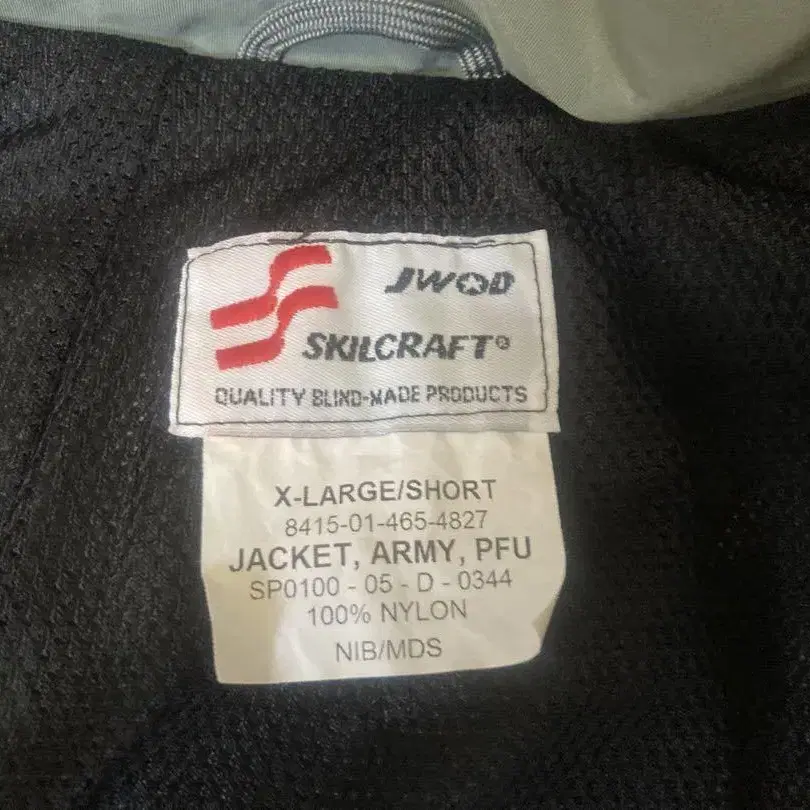 JWOD
SKILCRAFT®
QUALITY BLIND-MADE PRODUCTS
X-LARGE/SHORT
8415-01-465-4827
JACKET, ARMY, PFU
SP0100 - 05 - D - 0344
100% NYLON
NIB/MDS